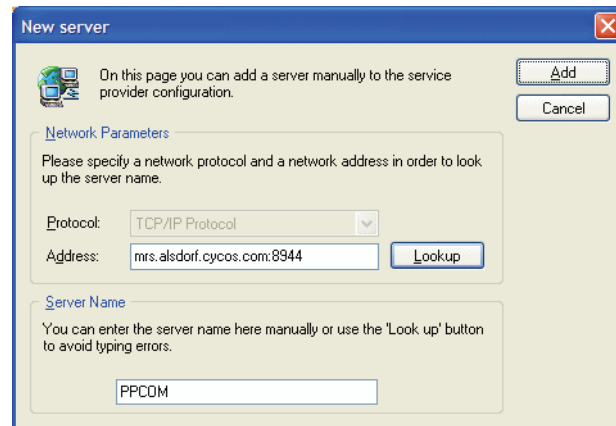 New server
On this page you can add a server manually to the service
provider configuration.
Add
Cancel
Network Parameters
Please specify a network protocol and a network address in order to look
up the server name.
Protocol:
TCP/IP Protocol
Address:
mrs.alsdorf.cycos.com:8944
Lookup
Server Name
You can enter the server name here manually or use the 'Look up' button
to avoid typing errors.
PPCOM